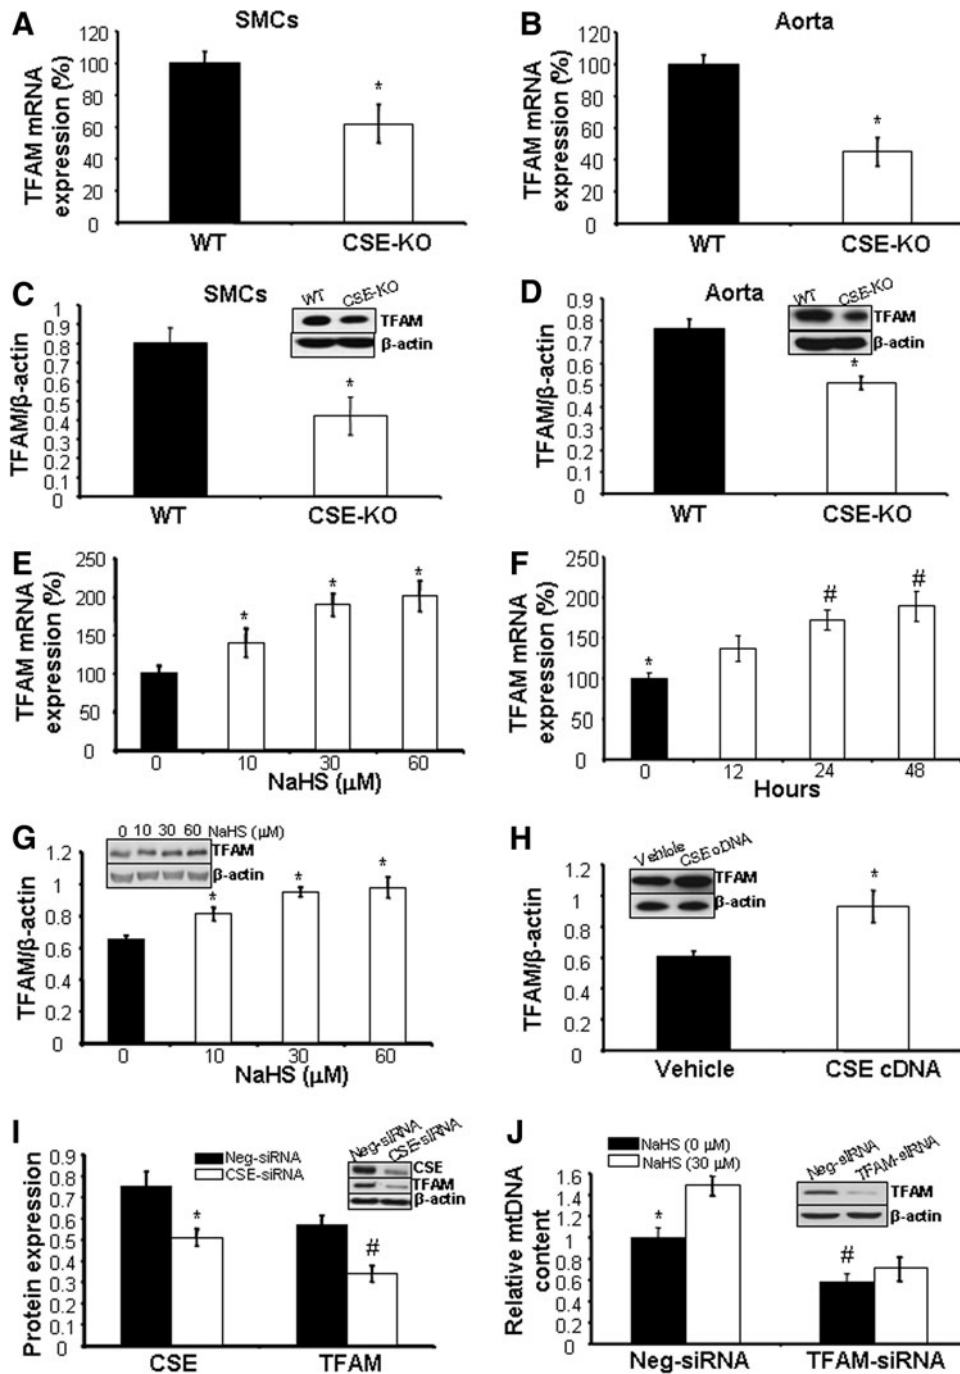 A
SMCs
TFAM mRNA
expression (%)
120
100
80
60
40
20
0
*
WT
CSE-KO
B
Aorta
TFAM mRNA
expression (%)
120
100
80
60
40
20
0
*
WT
CSE-KO
C
SMCs
TFAM/β-actin
1
0.9
0.8
0.7
0.6
0.5
0.4
0.3
0.2
0.1
0
WT CSE-KO
TFAM
β-actin
*
WT
CSE-KO
D
Aorta
TFAM/β-actin
0.9
0.8
0.7
0.6
0.5
0.4
0.3
0.2
0.1
0
WT CSE-KO
TFAM
β-actin
*
WT
CSE-KO
E
TFAM mRNA
expression (%)
250
200
150
100
50
0
* * *
0 10 30 60
NaHS (μM)
F
TFAM mRNA
expression (%)
250
200
150
100
50
0
* # #
0 12 24 48
Hours
G
0 10 30 60 NaHS (μM)
TFAM
β-actin
TFAM/β-actin
1.2
1
0.8
0.6
0.4
0.2
0
* * *
0 10 30 60
NaHS (μM)
H
Vehiole CSE cDNA
TFAM
β-actin
TFAM/β-actin
1.2
1
0.8
0.6
0.4
0.2
0
*
Vehicle
CSE cDNA
I
Neg-siRNA
CSE-siRNA
Neg-siRNA CSE-siRNA
CSE
TFAM
β-actin
Protein expression
0.9
0.8
0.7
0.6
0.5
0.4
0.3
0.2
0.1
0
* #
CSE
TFAM
J
NaHS (0 μM)
NaHS (30 μM)
Neg-siRNA TFAM-siRNA
TFAM
β-actin
Relative mtDNA
content
1.6
1.4
1.2
1
0.8
0.6
0.4
0.2
0
* #
Neg-siRNA
TFAM-siRNA